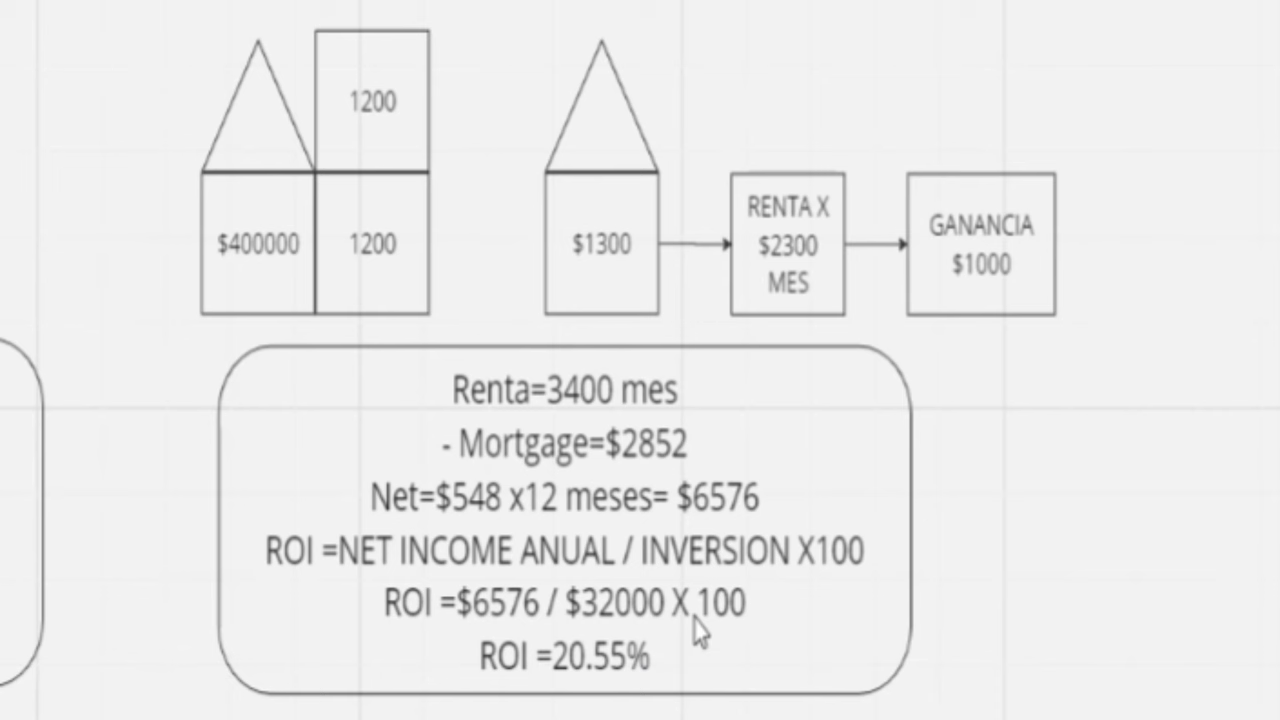 1200
$400000
1200
$1300
RENTA X
$2300
MES
GANANCIA
$1000
Renta=3400 mes
- Mortgage=$2852
Net=$548 x12 meses= $6576
ROI =NET INCOME ANUAL / INVERSION X100
ROI =$6576 / $32000 X 100
ROI =20.55%